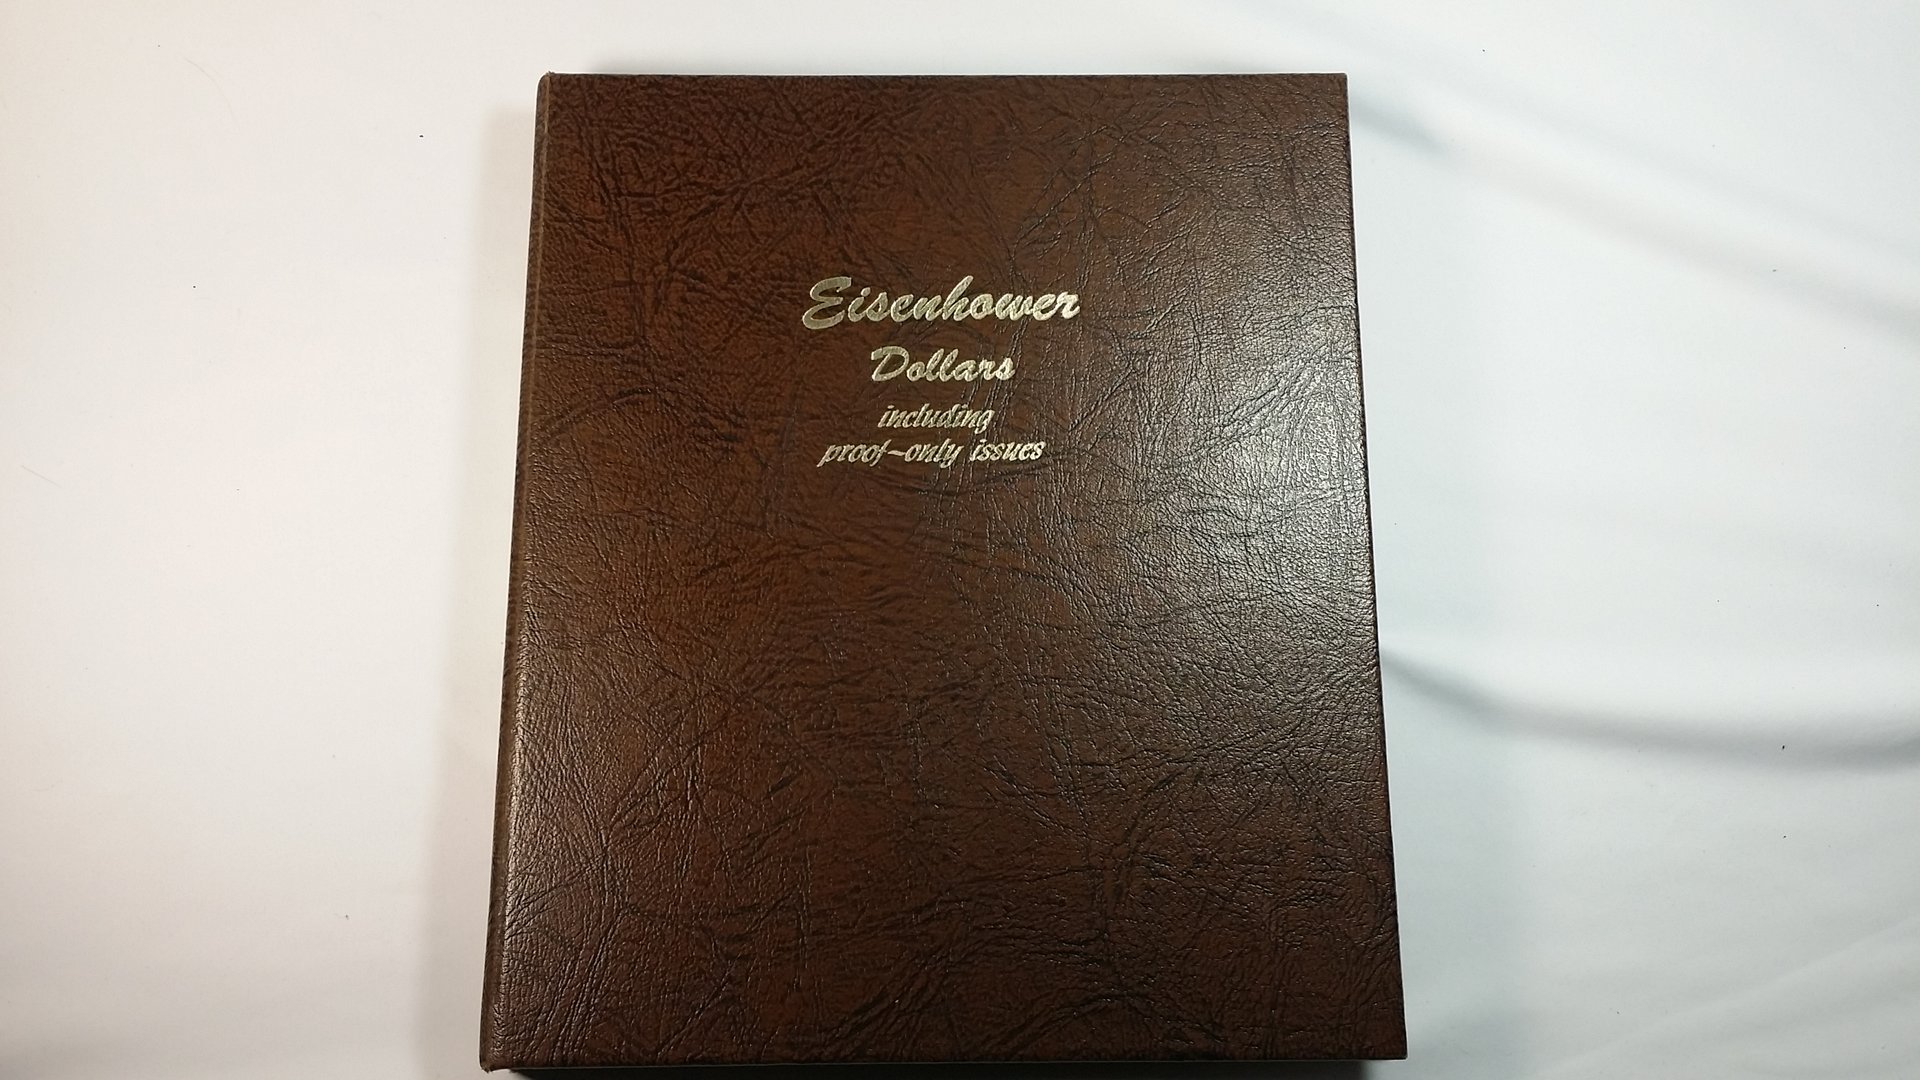 Eisenhower
Dollars
including
proof-only issues